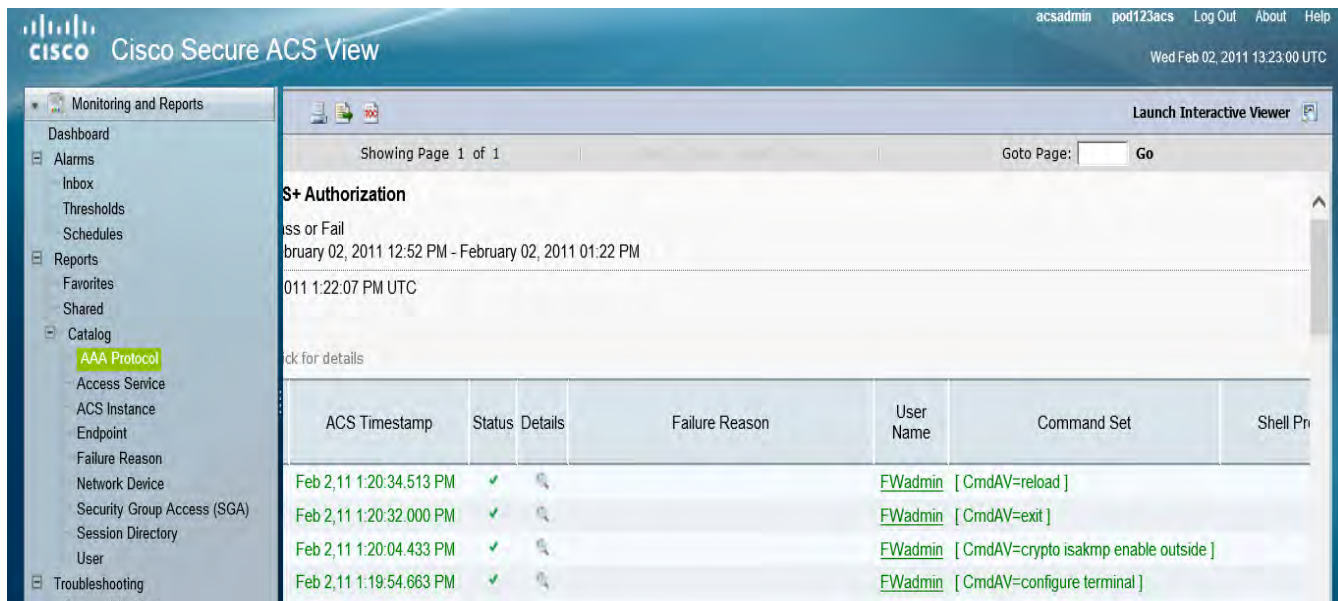 acsadmin pod123acs Log Out About Help
CISCO Cisco Secure ACS View
Wed Feb 02, 2011 13:23:00 UTC
Monitoring and Reports
Dashboard
Alarms
Inbox
Thresholds
Schedules
Reports
Favorites
Shared
Catalog
AAA Protocol
Access Service
ACS Instance
Endpoint
Failure Reason
Network Device
Security Group Access (SGA)
Session Directory
User
Troubleshooting
Launch Interactive Viewer
Showing Page 1 of 1 Goto Page: Go
S+ Authorization
ass or Fail
bruary 02, 2011 12:52 PM - February 02, 2011 01:22 PM
011 1:22:07 PM UTC
ick for details
ACS Timestamp Status Details Failure Reason User Name Command Set Shell Pr
Feb 2,11 1:20:34.513 PM FWadmin [ CmdAV=reload ]
Feb 2,11 1:20:32.000 PM FWadmin [ CmdAV=exit ]
Feb 2,11 1:20:04.433 PM FWadmin [ CmdAV=crypto isakmp enable outside ]
Feb 2,11 1:19:54.663 PM FWadmin [ CmdAV=configure terminal ]